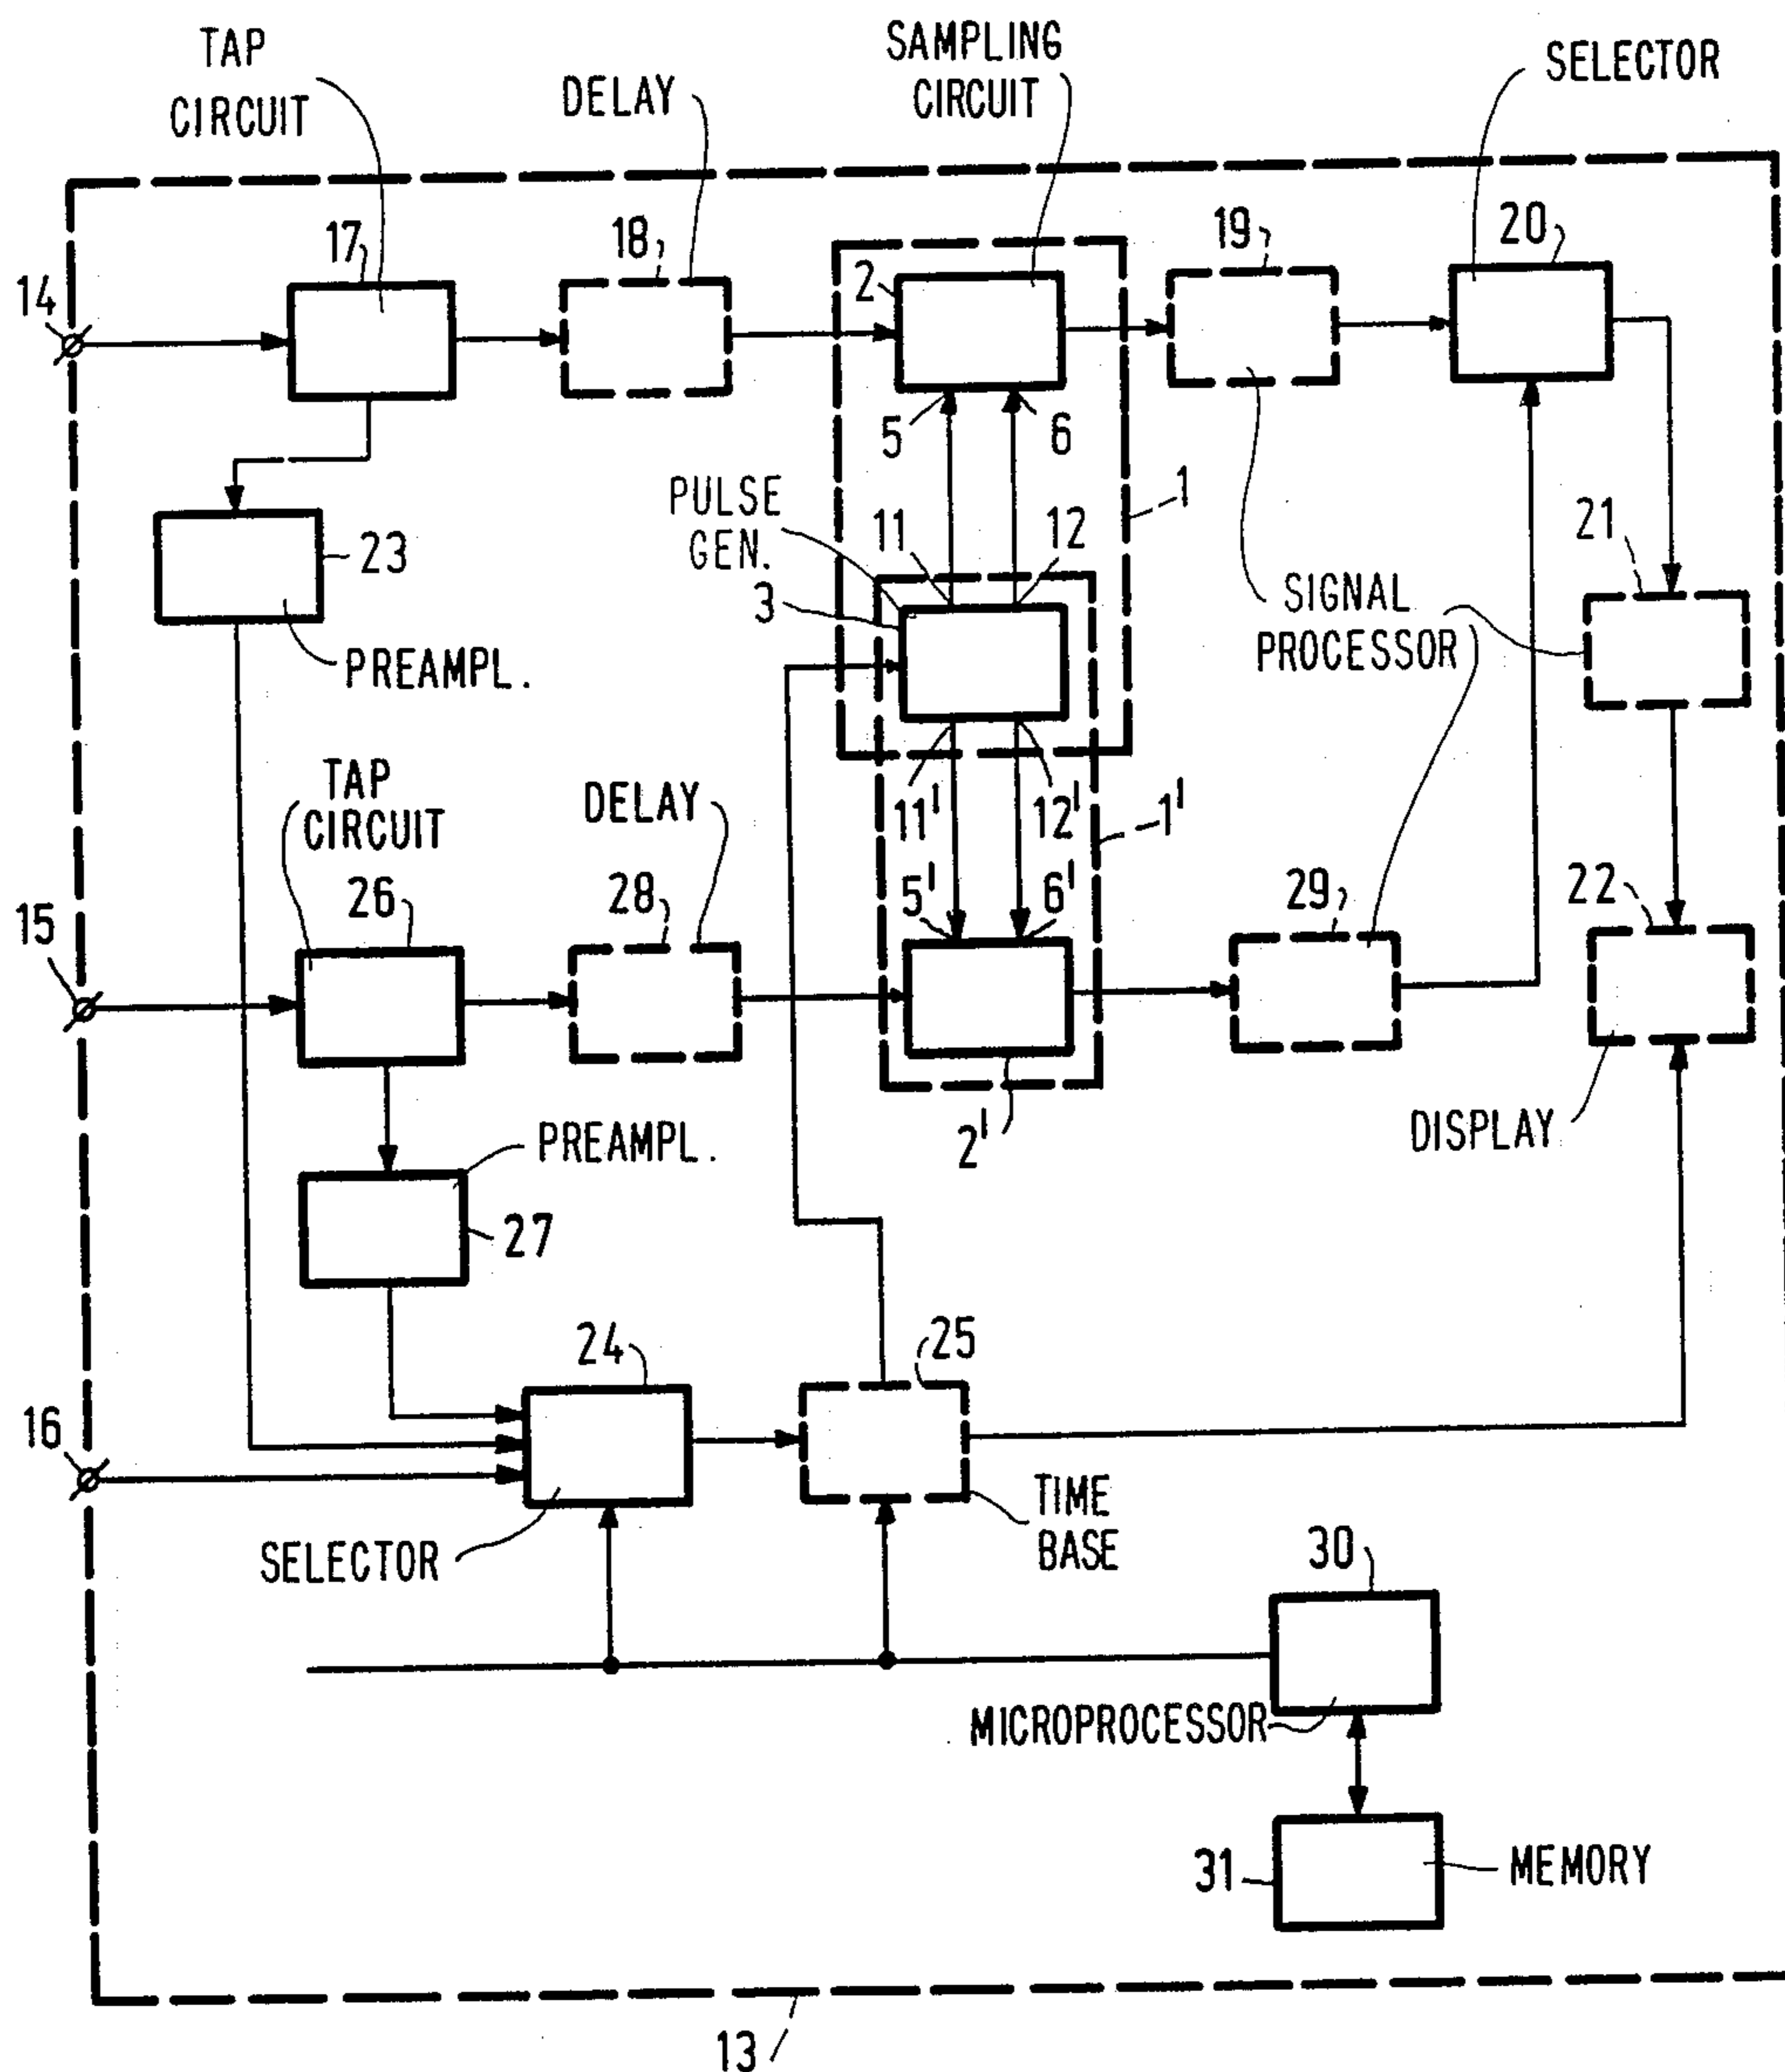 TAP
CIRCUIT
DELAY
SAMPLING
CIRCUIT
SELECTOR
14
17
18
2
19
20
5
6
1
23
PREAMPL.
PULSE
GEN.
3
11
12
SIGNAL
PROCESSOR
21
11'
12'
1'
TAP
CIRCUIT
DELAY
15
26
28
5'
6'
29
22
2'
DISPLAY
PREAMPL.
27
16
24
25
SELECTOR
TIME
BASE
30
MICROPROCESSOR
31
MEMORY
13